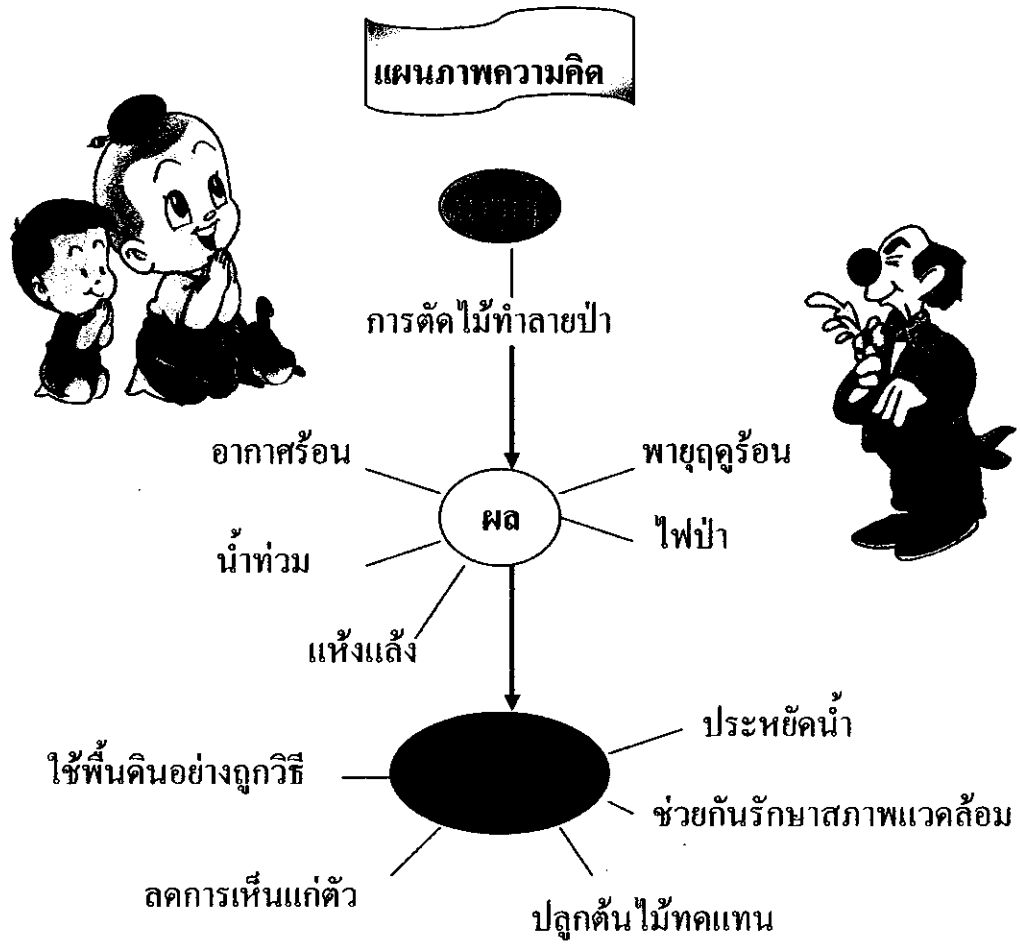 แผนภาพความคิด
การตัดไม้ทำลายป่า
อากาศร้อน
พายุฤดูร้อน
ผล
ไฟป่า
น้ำท่วม
แห้งแล้ง
ประหยัดน้ำ
ใช้พื้นดินอย่างถูกวิธี
ช่วยกันรักษาสภาพแวดล้อม
ลดการเห็นแก่ตัว
ปลูกต้นไม้ทดแทน